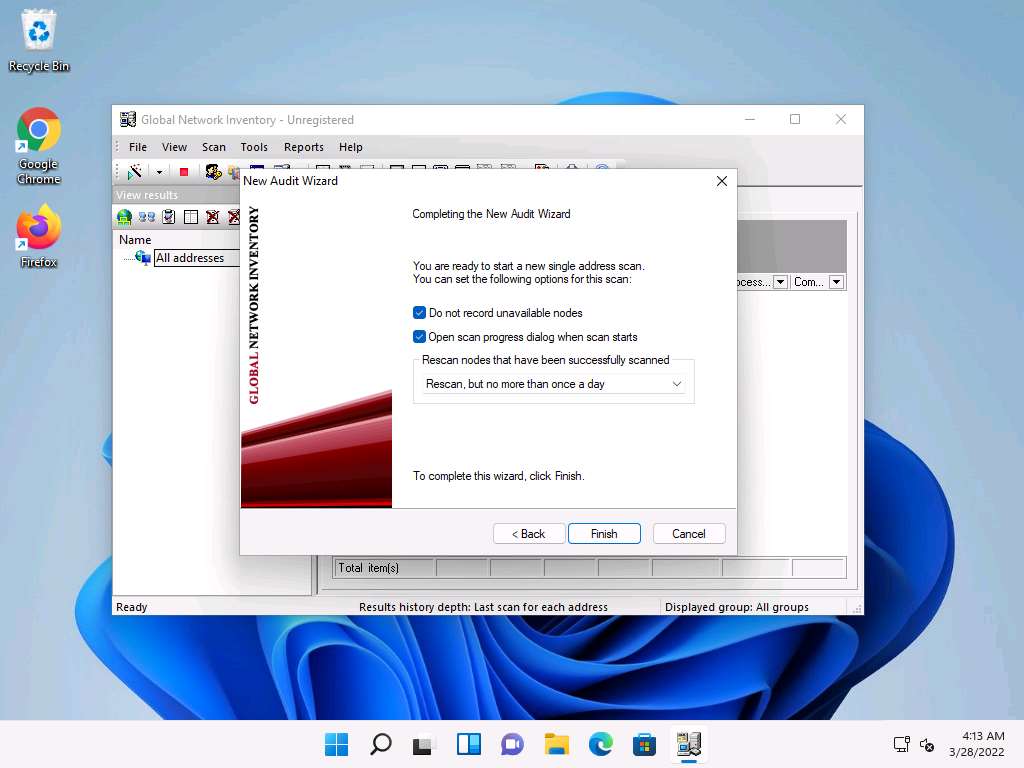 Recycle Bin
Google
Chrome
Firefox
Global Network Inventory - Unregistered
File View Scan Tools Reports Help
View results
Name
All addresses
New Audit Wizard
GLOBAL NETWORK INVENTORY
Completing the New Audit Wizard
You are ready to start a new single address scan.
You can set the following options for this scan:
Do not record unavailable nodes
Open scan progress dialog when scan starts
Rescan nodes that have been successfully scanned
Rescan, but no more than once a day
To complete this wizard, click Finish.
< Back Finish Cancel
ocess... Com...
Total item(s)
Ready Results history depth: Last scan for each address Displayed group: All groups
4:13 AM
3/28/2022